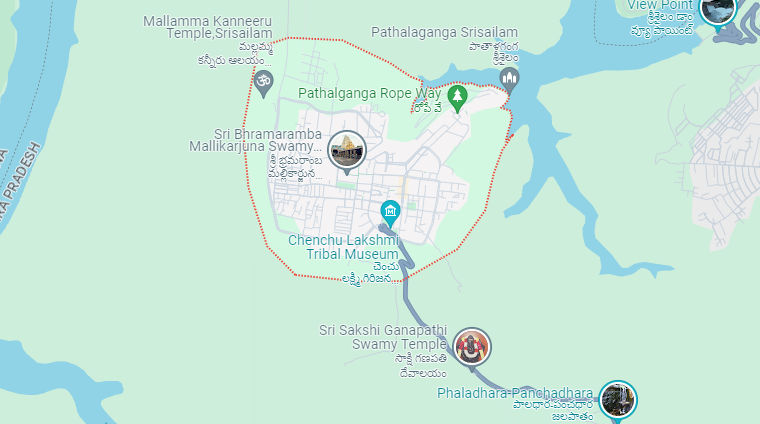 View Point
శ్రీశైలం డాం
వ్యూ పాయింట్
Mallamma Kanneeru
Temple,Srisailam
మల్లమ్మ
కన్నీరు ఆలయం...
Pathalaganga Srisailam
పాతాళగంగ
శ్రీశైలం
Pathalganga Rope Way
రోప్ వే
Sri Bhramaramba
Mallikarjuna Swamy...
శ్రీ భ్రమరాంబ
మల్లికార్జున...
Chenchu Lakshmi
Tribal Museum
చెంచు
లక్ష్మి గిరిజన...
RA PRADESH
Sri Sakshi Ganapathi
Swamy Temple
సాక్షి గణపతి
దేవాలయం
Phaladhara-Panchadhara
పాలధార-పంచధార
జలపాతం